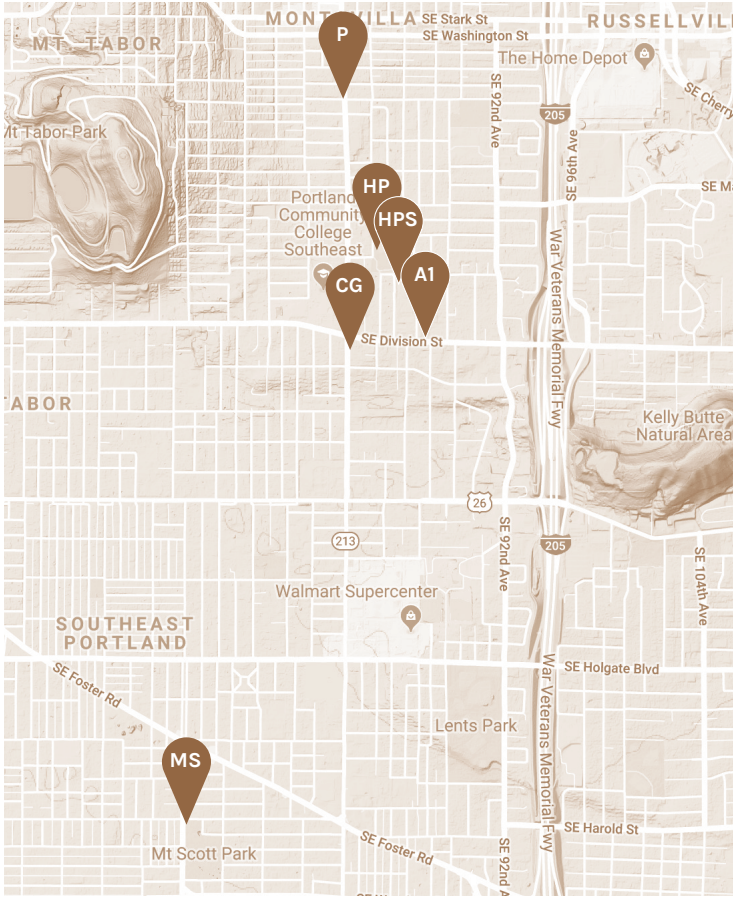 MONT VILLA
SE Stark St
RUSSELLVIL
P
SE Washington St
MT. TABOR
The Home Depot
SE 92nd Ave
SE Cherry
205
Mt Tabor Park
SE 96th Ave
HP
SE Ma
Portland
Community
College
Southeast
HPS
War Veterans Memorial Fwy
A1
CG
SE Division St
TABOR
Kelly Butte
Natural Area
26
SE 92nd Ave
213
205
SE 104th Ave
Walmart Supercenter
SOUTHEAST
PORTLAND
SE Foster Rd
SE Holgate Blvd
War Veterans Memorial Fwy
Lents Park
MS
SE Harold St
SE Foster Rd
Mt Scott Park
SE 92nd A